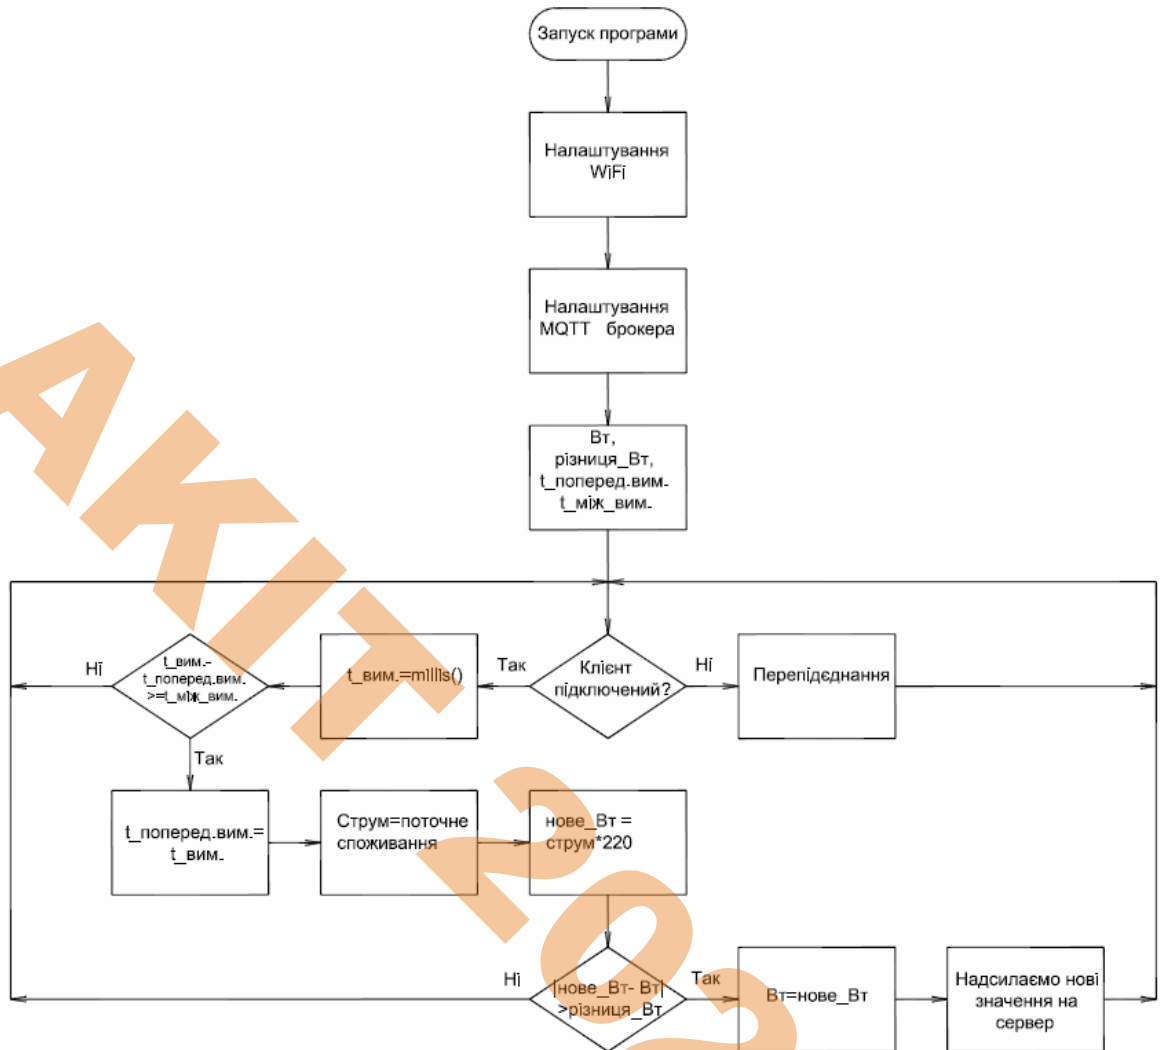 Запуск програми
Налаштування
WiFi
Налаштування
MQTT брокера
Вт,
різниця_Вт,
t_поперед.вим.
t_між_вим.
t_вим.-
t_поперед.вим.
>=t_між_вим.
Ні
t_вим.=millis()
Так
Клієнт
підключений?
Ні
Перепідєднання
Так
t_поперед.вим.=
t_вим.
Струм=поточне
споживання
нове_Вт =
струм*220
Ні
|нове_Вт- Вт|
>різниця_Вт
Так
Вт=нове_Вт
Надсилаємо нові
значення на
сервер
АКІТ 202